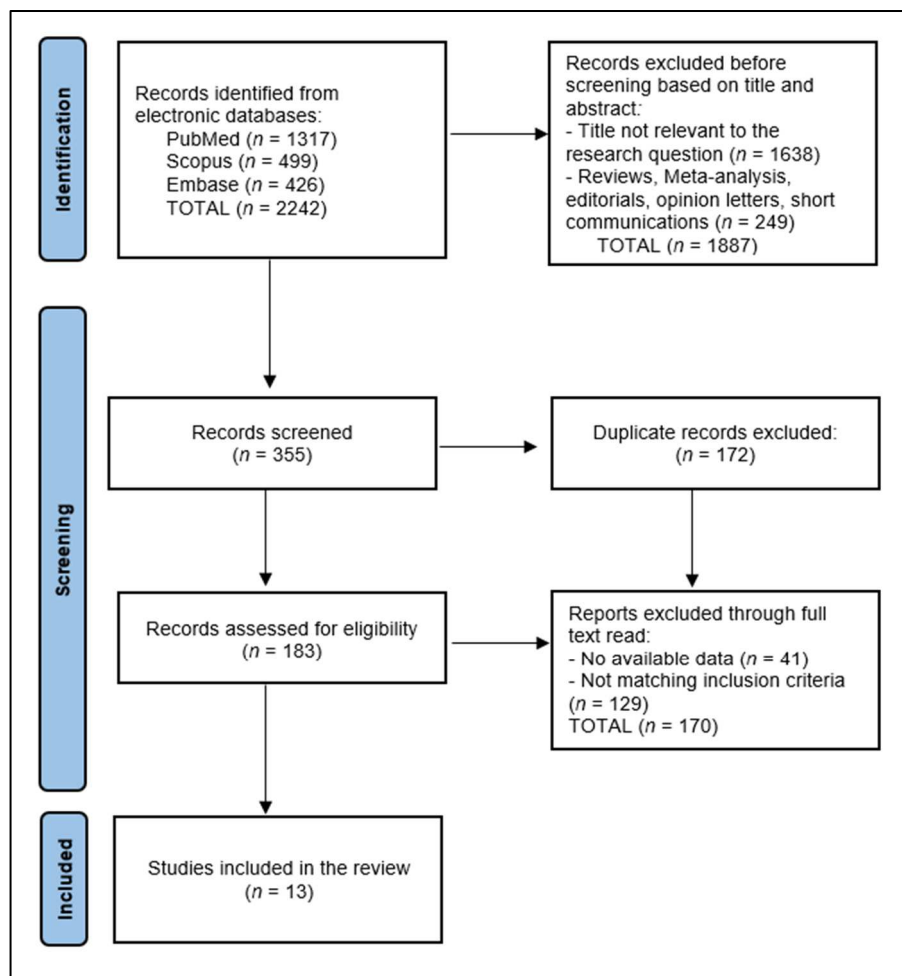 Identification
Records identified from
electronic databases:
PubMed (n = 1317)
Scopus (n = 499)
Embase (n = 426)
TOTAL (n = 2242)
Records excluded before
screening based on title and
abstract:
- Title not relevant to the
research question (n = 1638)
- Reviews, Meta-analysis,
editorials, opinion letters, short
communications (n = 249)
TOTAL (n = 1887)
Screening
Records screened
(n = 355)
Duplicate records excluded:
(n = 172)
Records assessed for eligibility
(n = 183)
Reports excluded through full
text read:
- No available data (n = 41)
- Not matching inclusion criteria
(n = 129)
TOTAL (n = 170)
Included
Studies included in the review
(n = 13)